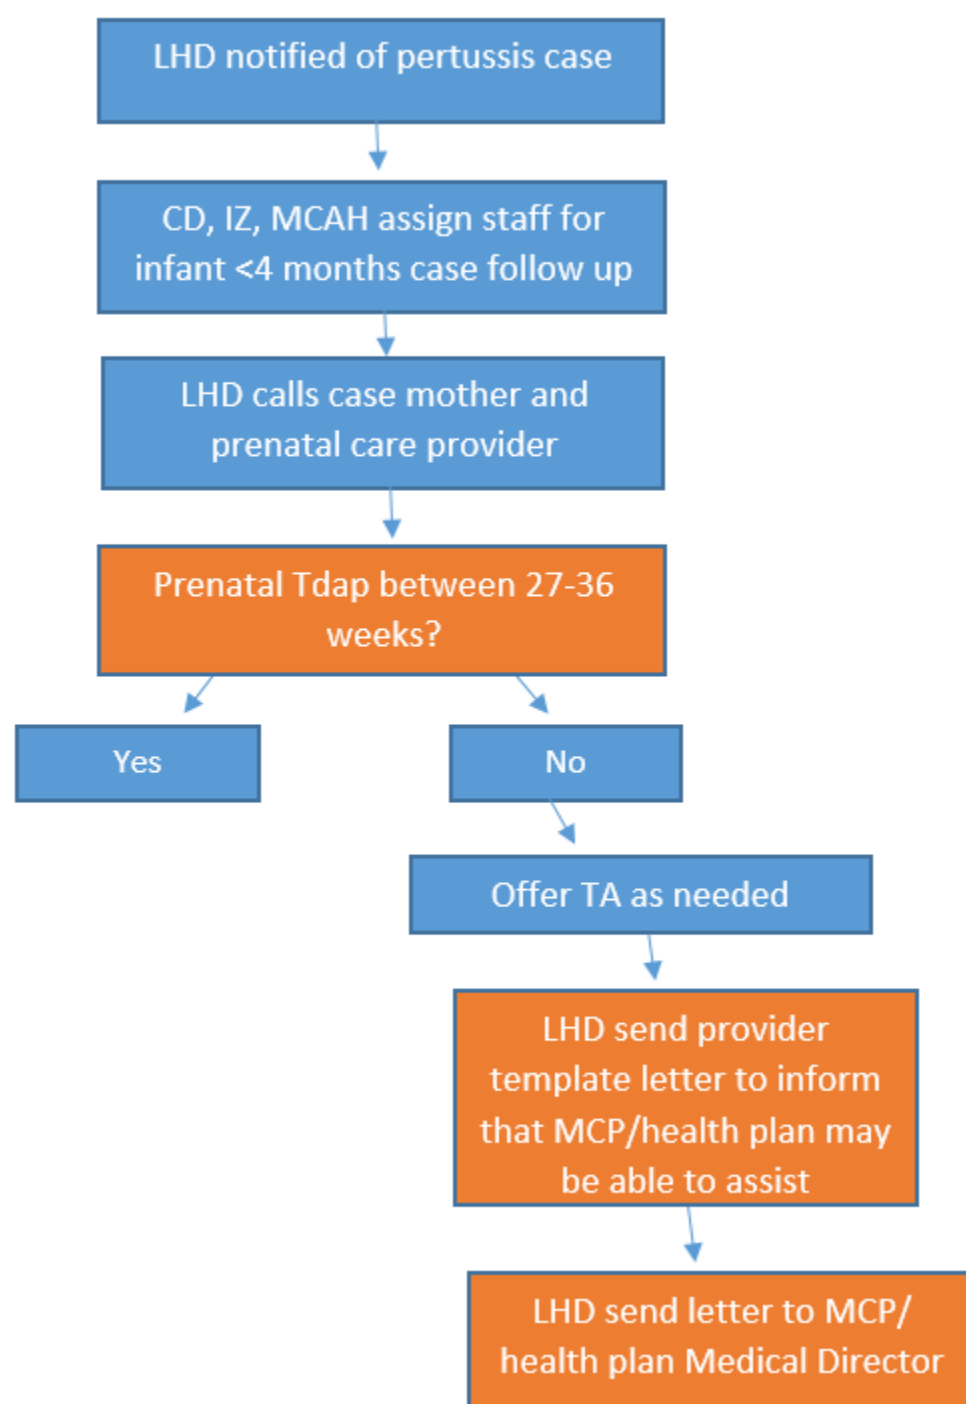 LHD notified of pertussis case
CD, IZ, MCAH assign staff for
infant <4 months case follow up
LHD calls case mother and
prenatal care provider
Prenatal Tdap between 27-36
weeks?
Yes
No
Offer TA as needed
LHD send provider
template letter to inform
that MCP/health plan may
be able to assist
LHD send letter to MCP/
health plan Medical Director